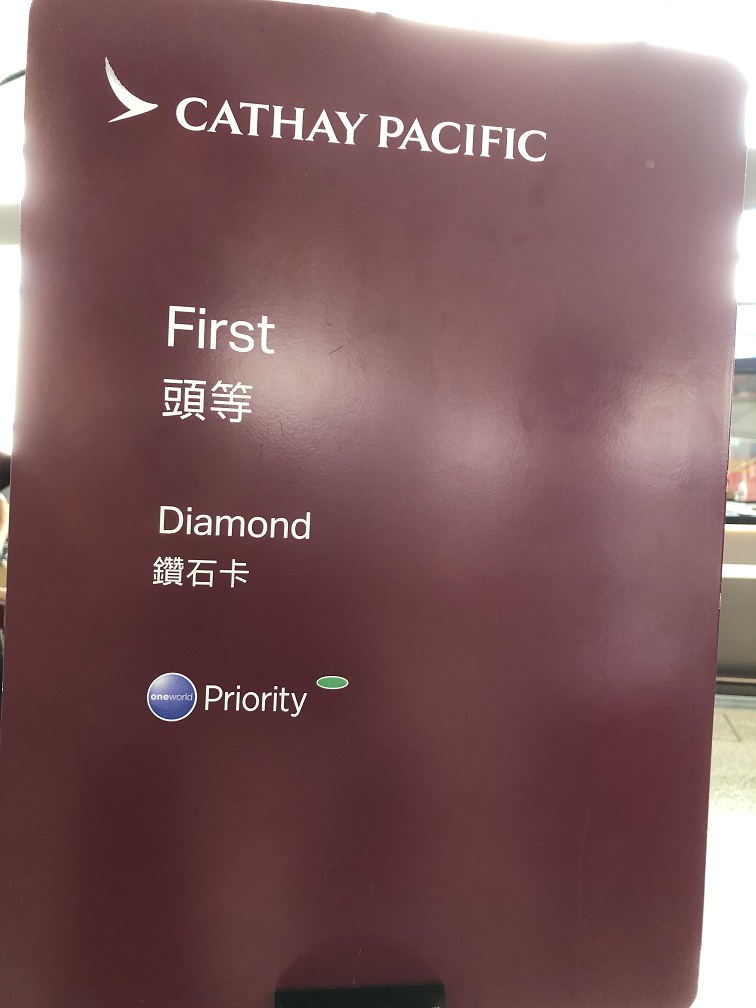 CATHAY PACIFIC
First
頭等
Diamond
鑽石卡
oneworld Priority